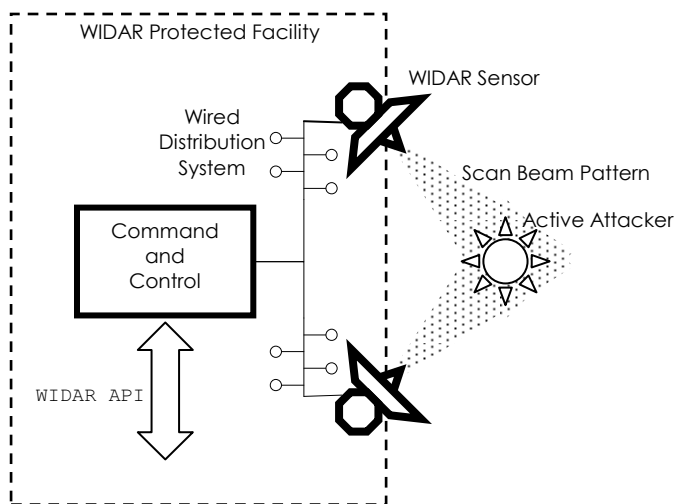 WIDAR Protected Facility
WIDAR Sensor
Wired
Distribution
System
Scan Beam Pattern
Active Attacker
Command
and
Control
WIDAR API